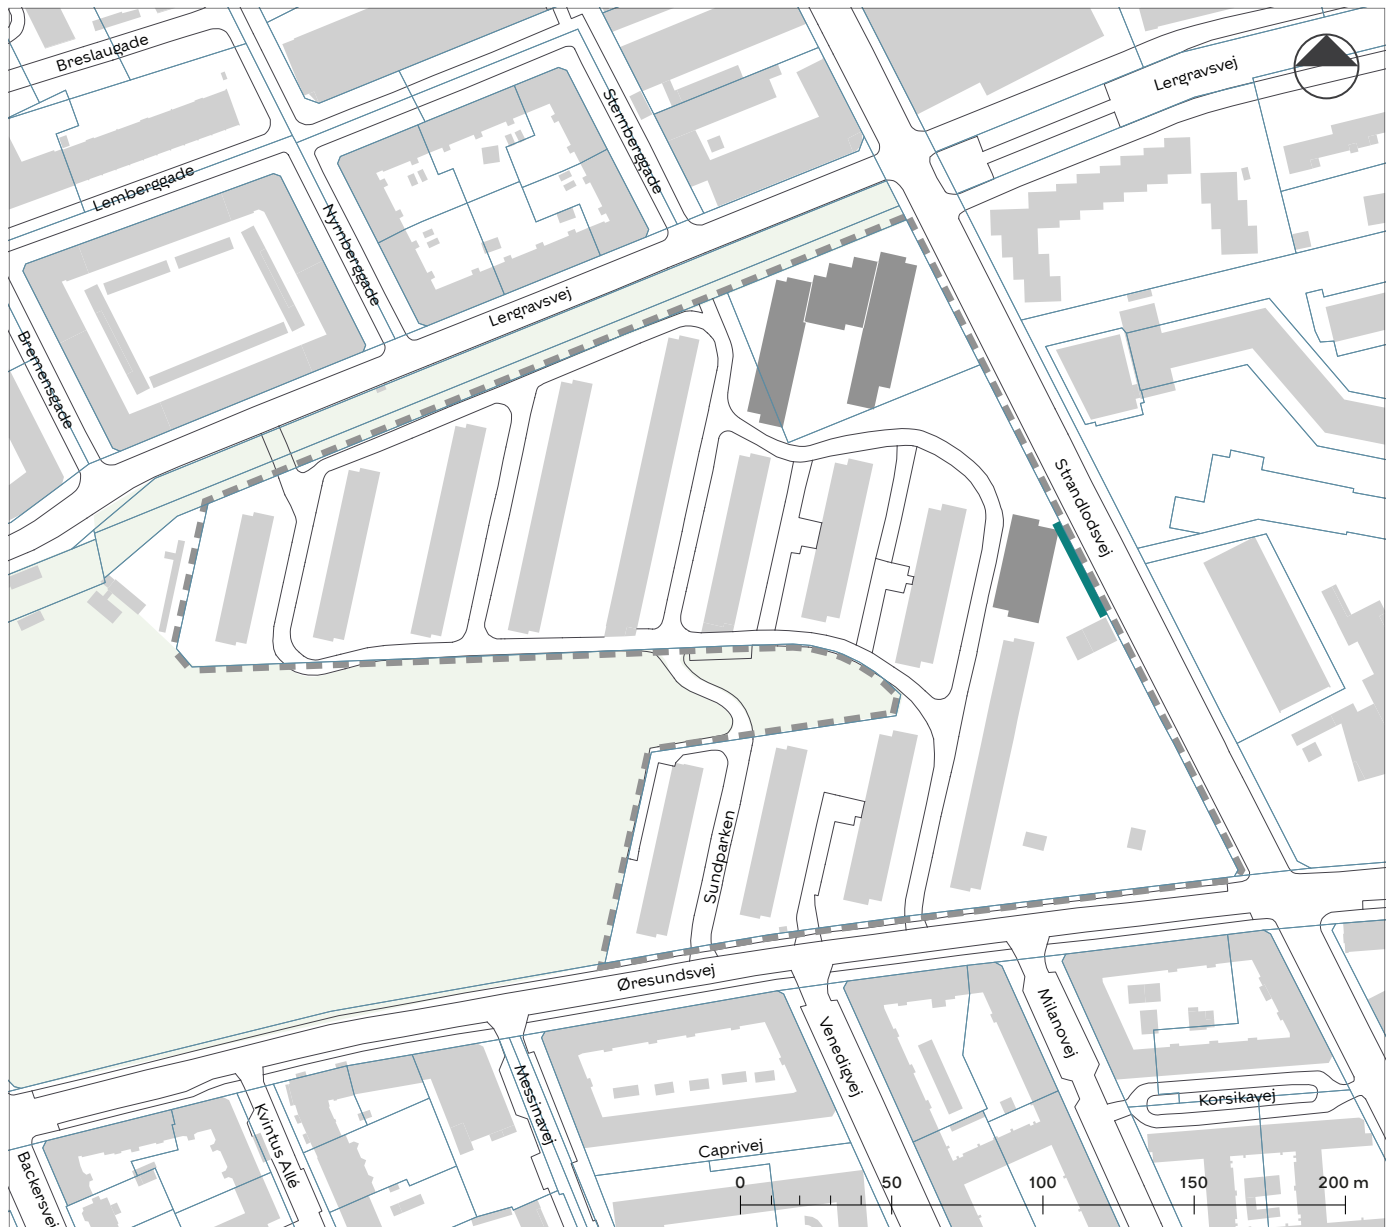 Breslaugade
Lergravsvej
Sternberggade
Lemberggade
Nyrnberggade
Lergravsvej
Bremensgade
Strandlodsvej
Sundparken
Øresundsvej
Milanovej
Venedigvej
Messinavej
Korsikavej
Kvintus Allé
Caprivej
Backersvej
0 50 100 150 200 m